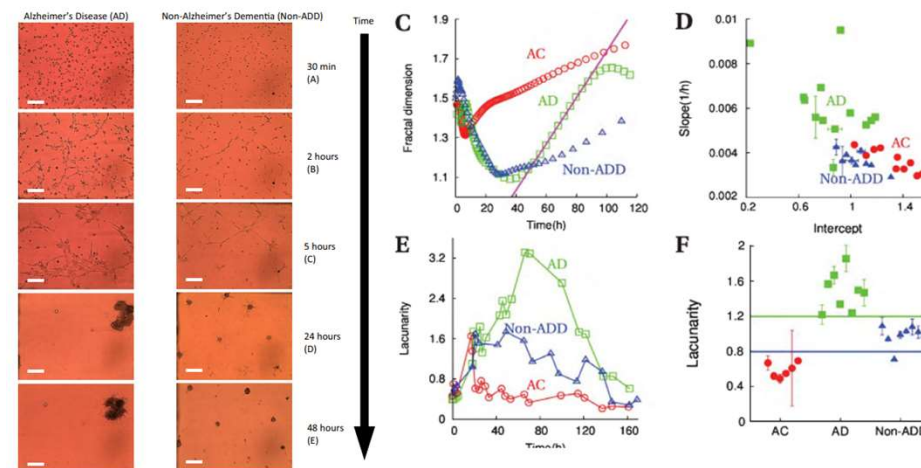 Alzheimer's Disease (AD)
Non-Alzheimer's Dementia (Non-ADD)
Time
30 min
(A)
2 hours
(B)
5 hours
(C)
24 hours
(D)
48 hours
(E)
C
Fractal dimension
1.7
1.5
1.3
1.1
0 20 40 60 80 100 120
Time(h)
AC
AD
Non-ADD
D
Slope(1/h)
0.01
0.008
0.006
0.004
0.002
0.2 0.6 1 1.4
Intercept
AD
AC
Non-ADD
E
Lacunarity
3.2
2.4
1.6
0.8
0
0 40 80 120 160
Time(h)
AD
Non-ADD
AC
F
Lacunarity
2
1.6
1.2
0.8
0.4
0
AC AD Non-ADD